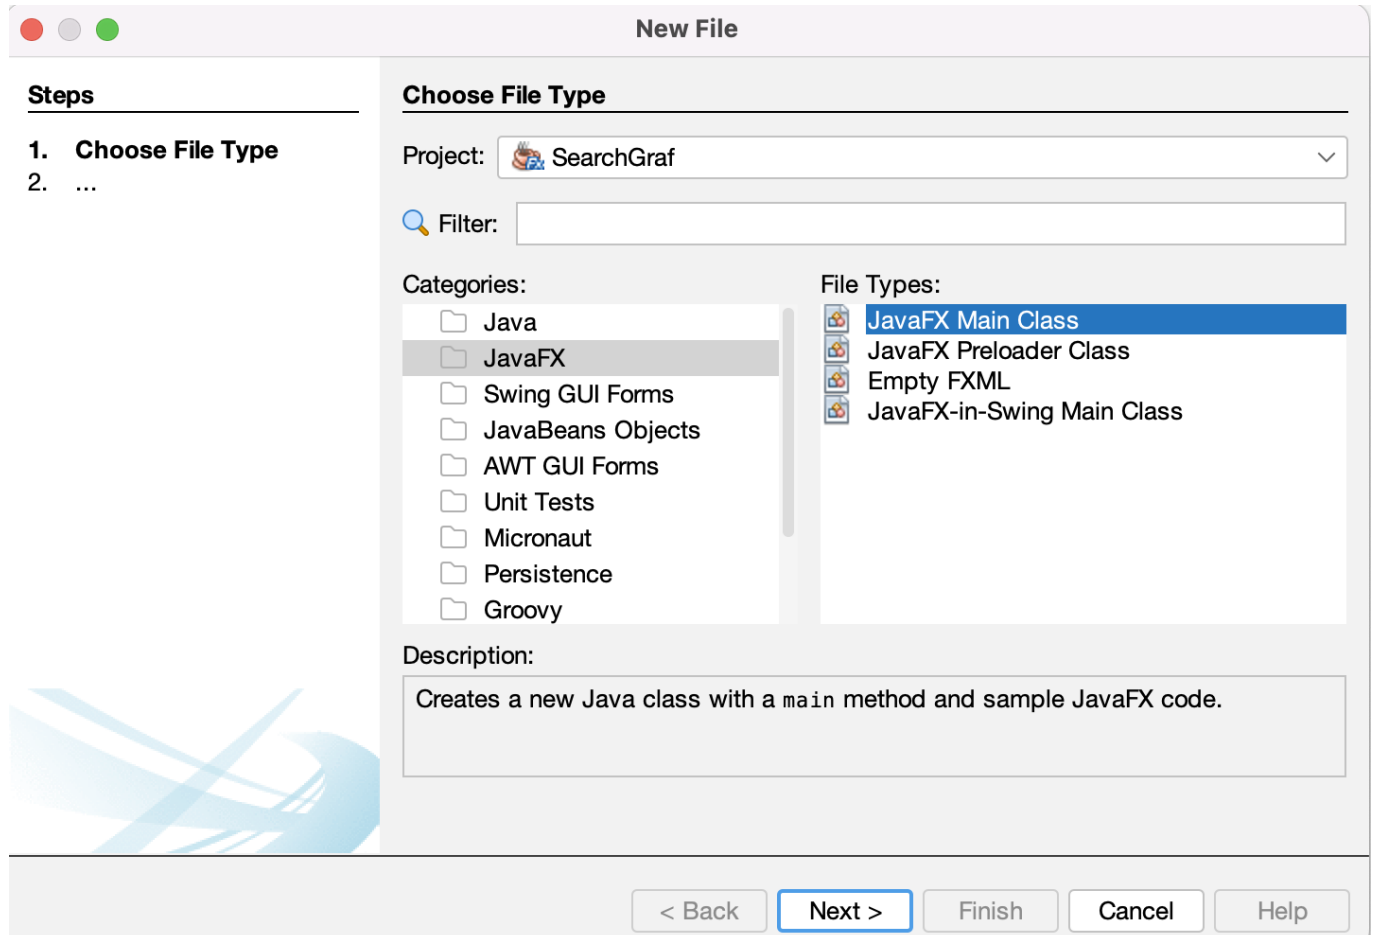 New File
Steps
1. Choose File Type
2. ...
Choose File Type
Project: SearchGraf
Filter:
Categories:
Java
JavaFX
Swing GUI Forms
JavaBeans Objects
AWT GUI Forms
Unit Tests
Micronaut
Persistence
Groovy
File Types:
JavaFX Main Class
JavaFX Preloader Class
Empty FXML
JavaFX-in-Swing Main Class
Description:
Creates a new Java class with a main method and sample JavaFX code.
< Back Next > Finish Cancel Help